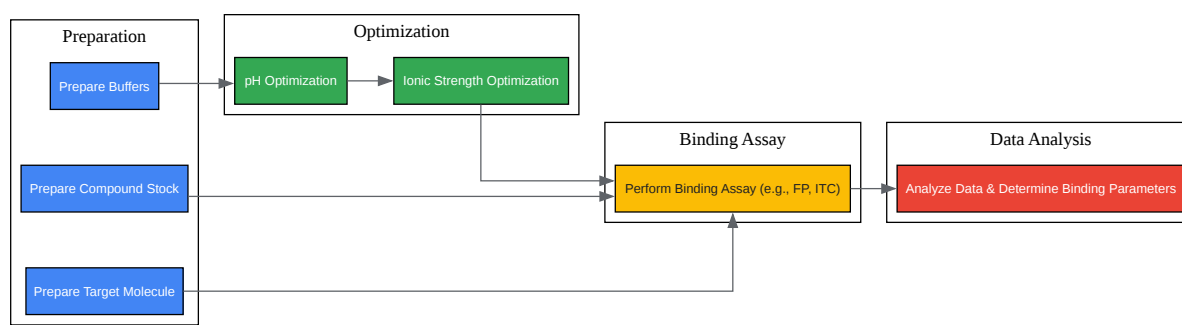 Preparation
Prepare Buffers
Prepare Compound Stock
Prepare Target Molecule
Optimization
pH Optimization
Ionic Strength Optimization
Binding Assay
Perform Binding Assay (e.g., FP, ITC)
Data Analysis
Analyze Data & Determine Binding Parameters